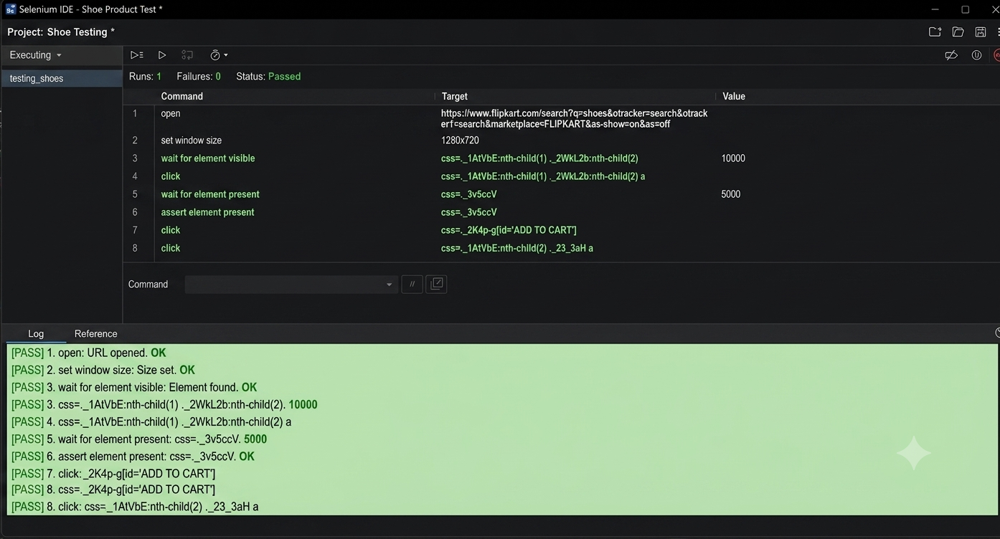 Selenium IDE - Shoe Product Test *
Project: Shoe Testing *
Executing
testing_shoes
Runs: 1 Failures: 0 Status: Passed
Command Target Value
1 open https://www.flipkart.com/search?q=shoes&otracker=search&otrack
erf=search&marketplace=FLIPKART&as-show=on&as=off
2 set window size 1280x720
3 wait for element visible css=._1AtVbE:nth-child(1) ._2WkL2b:nth-child(2) 10000
4 click css=._1AtVbE:nth-child(1) ._2WkL2b:nth-child(2) a
5 wait for element present css=._3v5ccV 5000
6 assert element present css=._3v5ccV
7 click css=._2K4p-g[id='ADD TO CART']
8 click css=._1AtVbE:nth-chlld(2) ._23_3aH a
Command //
Log Reference
[PASS] 1. open: URL opened. OK
[PASS] 2. set window size: Size set. OK
[PASS] 3. wait for element visible: Element found. OK
[PASS] 3. css=._1AtVbE:nth-child(1) ._2WkL2b:nth-child(2). 10000
[PASS] 4. css=._1AtVbE:nth-child(1) ._2WkL2b:nth-child(2) a
[PASS] 5. wait for element present: css=._3v5ccV. 5000
[PASS] 6. assert element present: css=._3v5ccV. OK
[PASS] 7. click:._2K4p-g[id='ADD TO CART']
[PASS] 8. css=._2K4p-g[id='ADD TO CART']
[PASS] 8. click: css=_1AtVbE:nth-child(2) ._23_3aH a